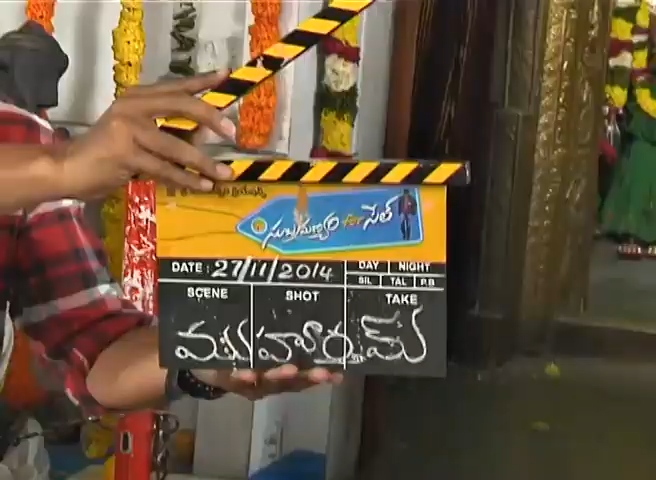 సుబ్రమణ్యం for సేల్
DATE: 27/11/2014 DAY NIGHT
SIL TAL P.B
SCENE SHOT TAKE
ముహూర్తమ్